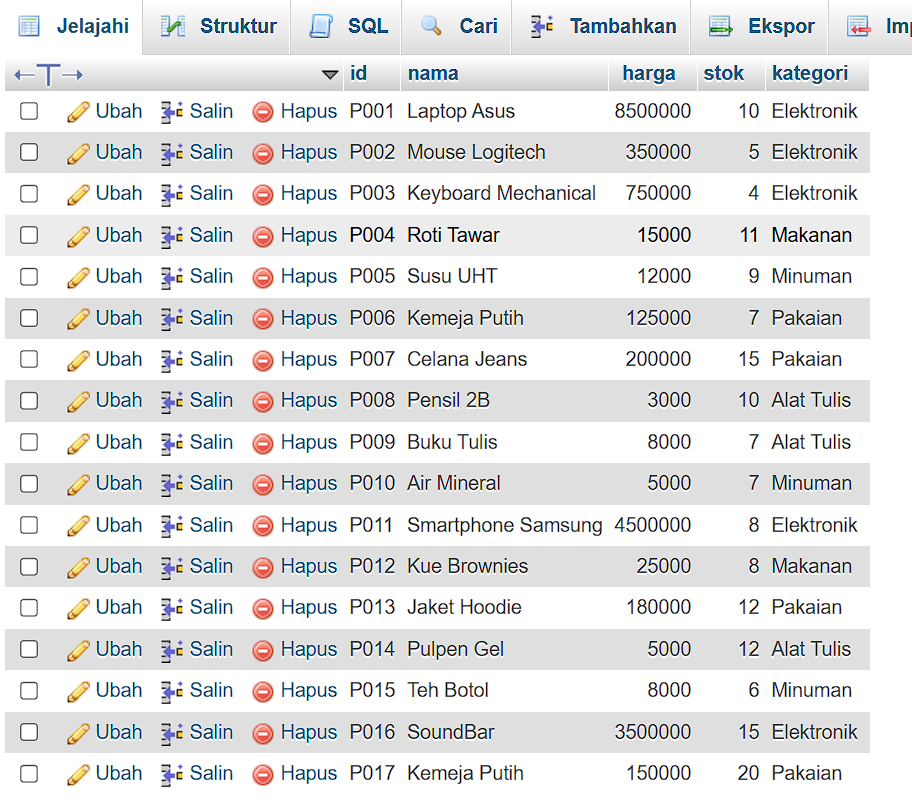 Jelajahi Struktur SQL Cari Tambahkan Ekspor Imp
id nama harga stok kategori
Ubah Salin Hapus P001 Laptop Asus 8500000 10 Elektronik
Ubah Salin Hapus P002 Mouse Logitech 350000 5 Elektronik
Ubah Salin Hapus P003 Keyboard Mechanical 750000 4 Elektronik
Ubah Salin Hapus P004 Roti Tawar 15000 11 Makanan
Ubah Salin Hapus P005 Susu UHT 12000 9 Minuman
Ubah Salin Hapus P006 Kemeja Putih 125000 7 Pakaian
Ubah Salin Hapus P007 Celana Jeans 200000 15 Pakaian
Ubah Salin Hapus P008 Pensil 2B 3000 10 Alat Tulis
Ubah Salin Hapus P009 Buku Tulis 8000 7 Alat Tulis
Ubah Salin Hapus P010 Air Mineral 5000 7 Minuman
Ubah Salin Hapus P011 Smartphone Samsung 4500000 8 Elektronik
Ubah Salin Hapus P012 Kue Brownies 25000 8 Makanan
Ubah Salin Hapus P013 Jaket Hoodie 180000 12 Pakaian
Ubah Salin Hapus P014 Pulpen Gel 5000 12 Alat Tulis
Ubah Salin Hapus P015 Teh Botol 8000 6 Minuman
Ubah Salin Hapus P016 SoundBar 3500000 15 Elektronik
Ubah Salin Hapus P017 Kemeja Putih 150000 20 Pakaian